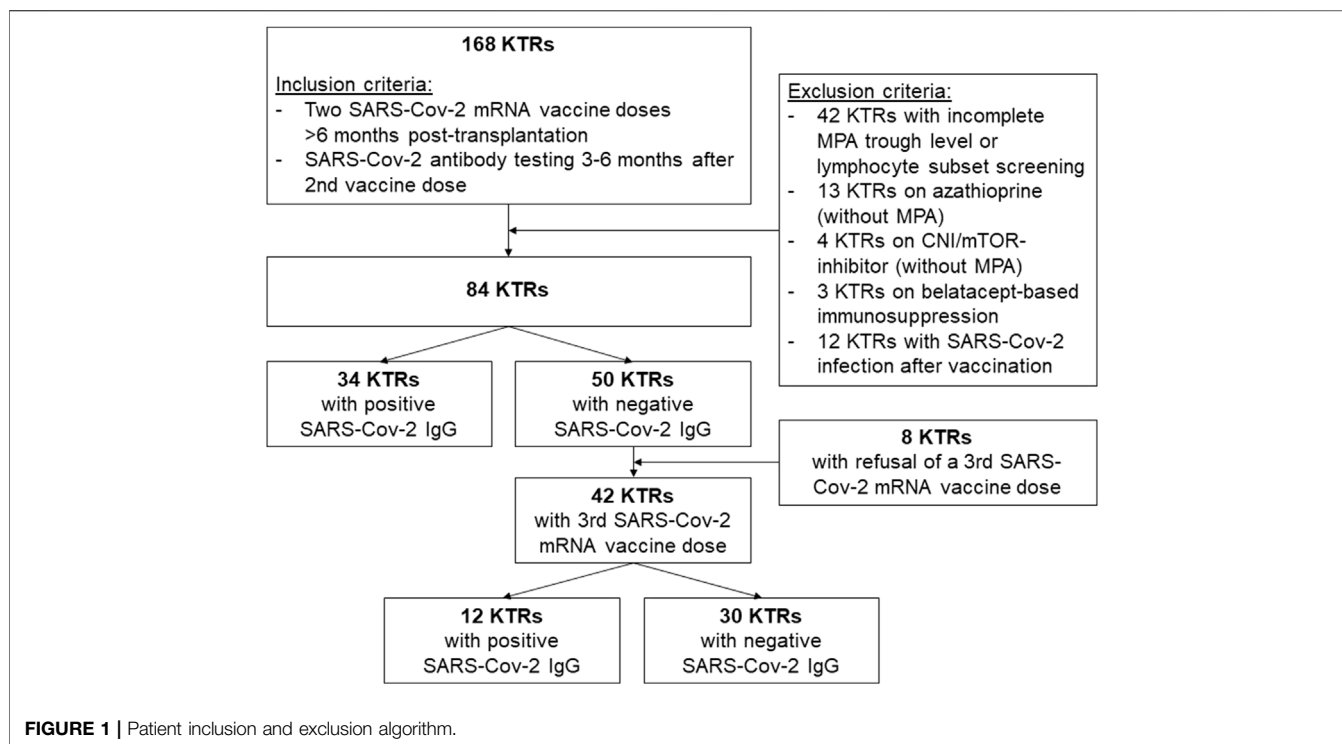 168 KTRs
Inclusion criteria:
- Two SARS-Cov-2 mRNA vaccine doses
>6 months post-transplantation
- SARS-Cov-2 antibody testing 3-6 months after
2nd vaccine dose
Exclusion criteria:
- 42 KTRs with incomplete
MPA trough level or
lymphocyte subset screening
- 13 KTRs on azathioprine
(without MPA)
- 4 KTRs on CNI/mTOR-
inhibitor (without MPA)
- 3 KTRs on belatacept-based
immunosuppression
- 12 KTRs with SARS-Cov-2
infection after vaccination
84 KTRs
34 KTRs
with positive
SARS-Cov-2 IgG
50 KTRs
with negative
SARS-Cov-2 IgG
8 KTRs
with refusal of a 3rd SARS-
Cov-2 mRNA vaccine dose
42 KTRs
with 3rd SARS-Cov-2
mRNA vaccine dose
12 KTRs
with positive
SARS-Cov-2 IgG
30 KTRs
with negative
SARS-Cov-2 IgG
FIGURE 1 | Patient inclusion and exclusion algorithm.